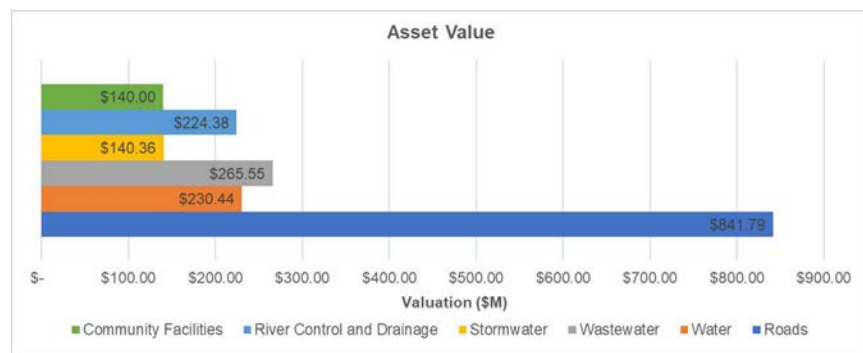 Asset Value
$140.00
$224.38
$140.36
$265.55
$230.44
$841.79
$- $100.00 $200.00 $300.00 $400.00 $500.00 $600.00 $700.00 $800.00 $900.00
Valuation ($M)
Community Facilities River Control and Drainage Stormwater Wastewater Water Roads